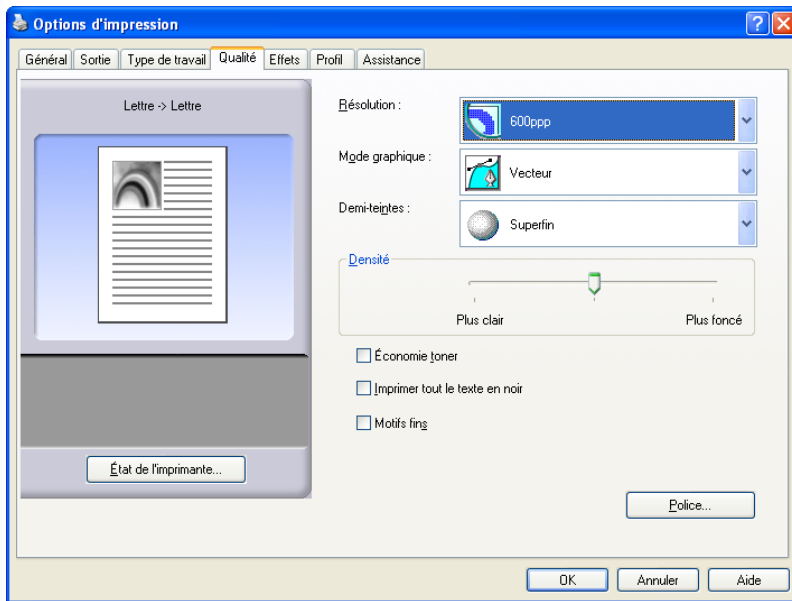 Options d'impression
Général Sortie Type de travail Qualité Effets Profil Assistance
Lettre -> Lettre
Résolution :
600ppp
Mode graphique :
Vecteur
Demi-teintes :
Superfin
Densité
Plus clair Plus foncé
Économie toner
Imprimer tout le texte en noir
Motifs fins
État de l'imprimante...
Police...
OK Annuler Aide